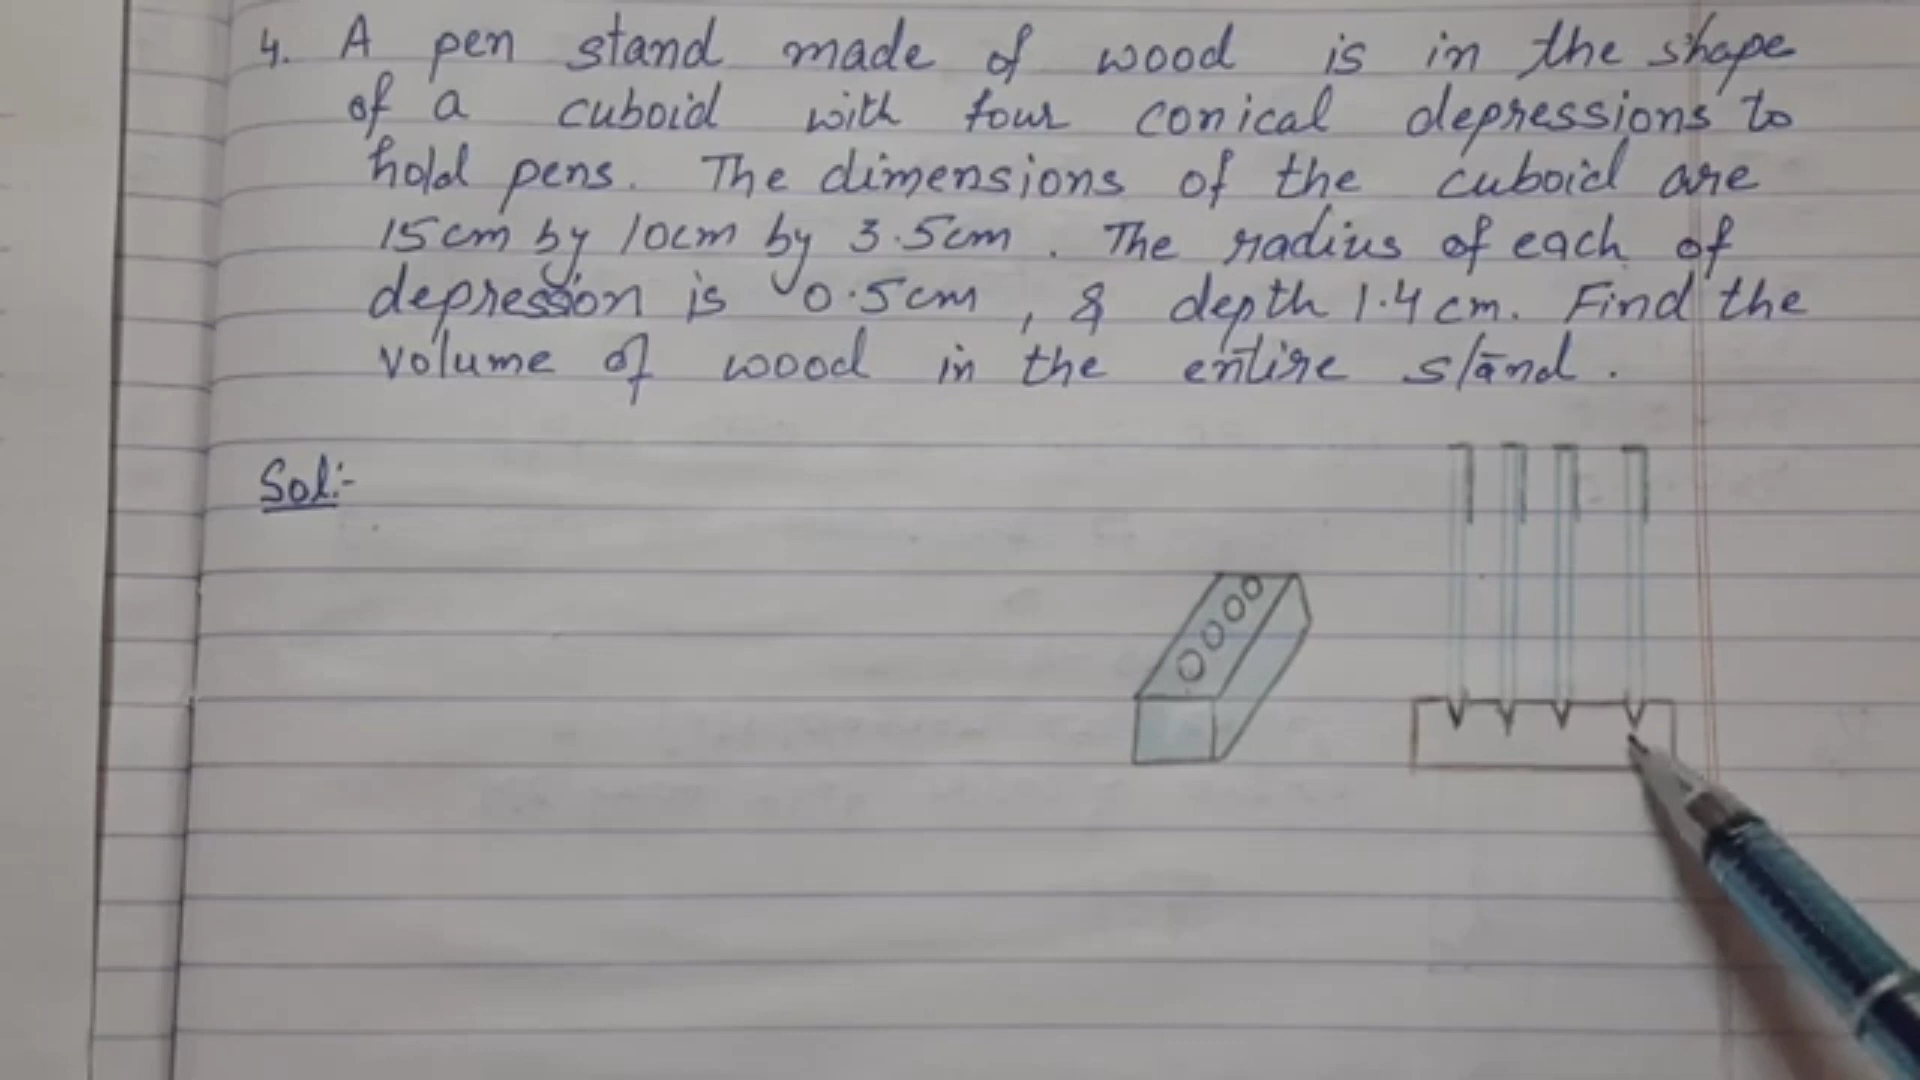 4. A pen stand made of wood is in the shape
of a cuboid with four conical depressions to
hold pens. The dimensions of the cuboid are
15cm by 10cm by 3.5cm. The radius of each of
depression is 0.5cm, & depth 1.4cm. Find the
volume of wood in the entire stand.
Sol:-